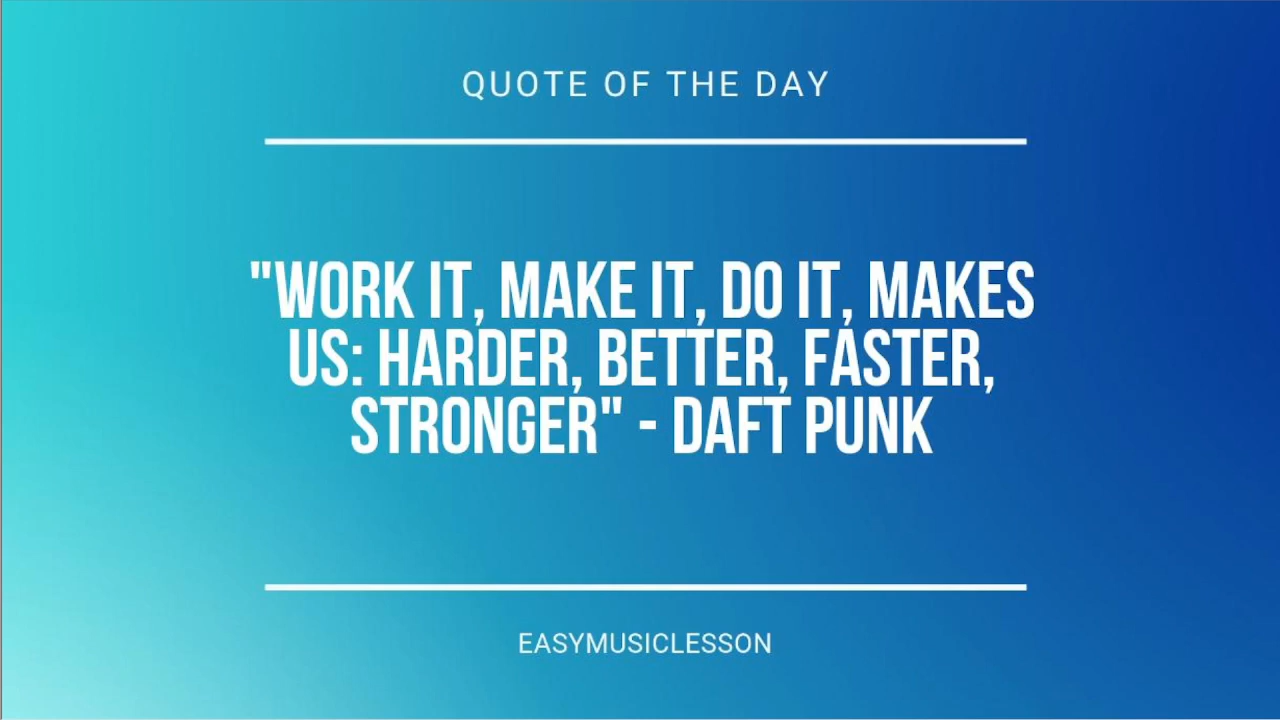 QUOTE OF THE DAY
"WORK IT, MAKE IT, DO IT, MAKES
US: HARDER, BETTER, FASTER,
STRONGER" - DAFT PUNK
EASYMUSICLESSON